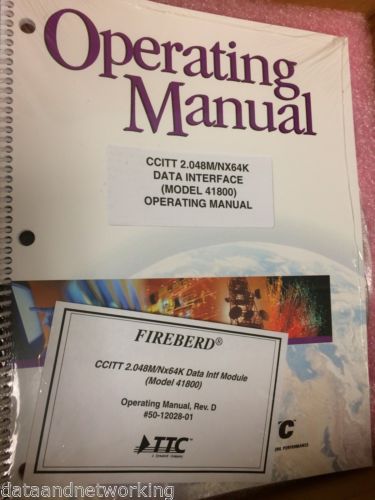 Operating
Manual
CCITT 2.048M/NX64K
DATA INTERFACE
(MODEL 41800)
OPERATING MANUAL
FIREBERD®
CCITT 2.048M/Nx64K Data Intf Module
(Model 41800)
Operating Manual, Rev. D
#50-12028-01
TTC
C
PERFORMANCE
dataandnetworking